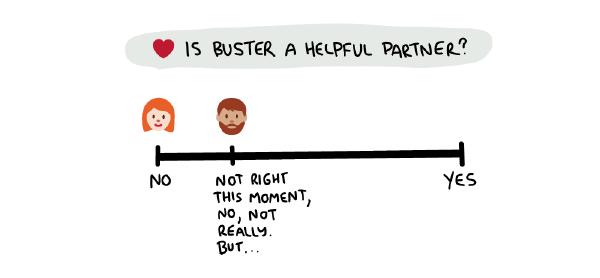 IS BUSTER A HELPFUL PARTNER?
NO
NOT RIGHT
THIS MOMENT,
NO, NOT
REALLY.
BUT...
YES